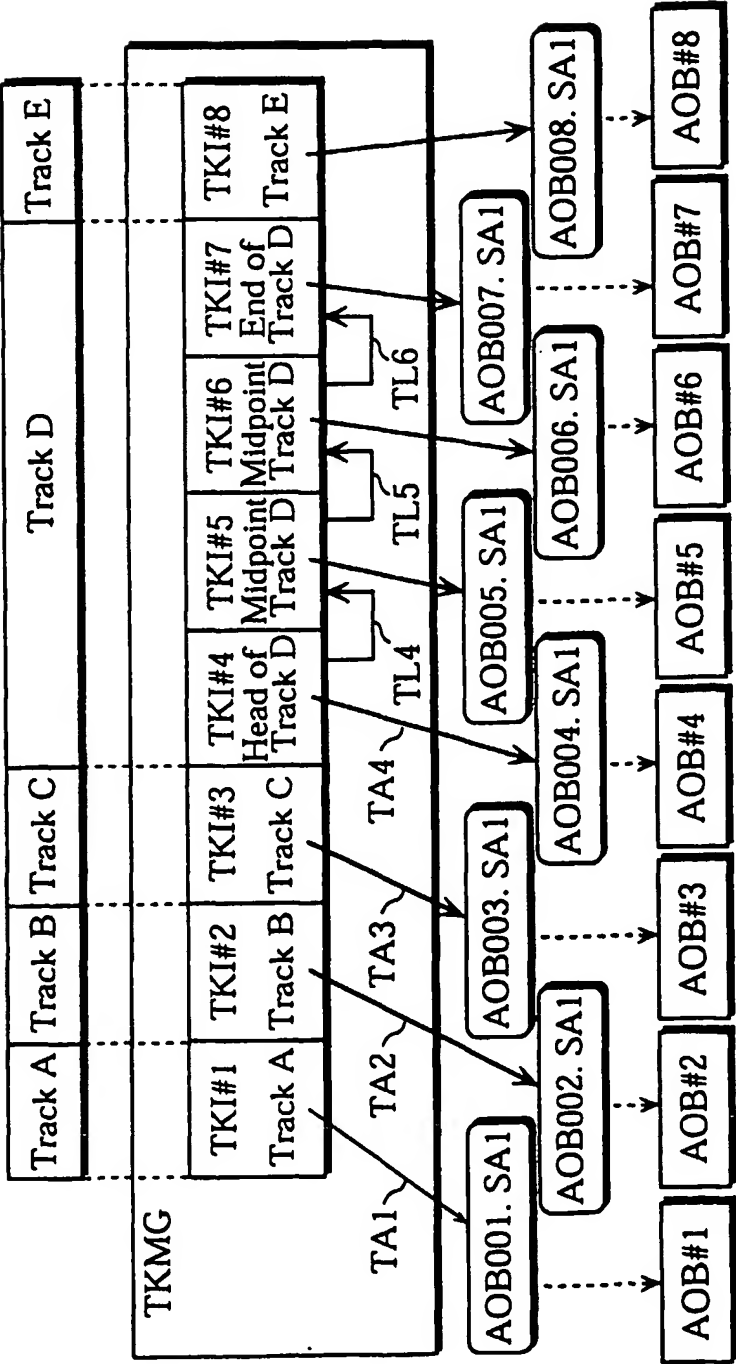 Track A
Track B
Track C
Track D
Track E
TKMG
TKI#1
Track A
TKI#2
Track B
TKI#3
Track C
TKI#4
Head of
Track D
TKI#5
Midpoint
Track D
TKI#6
Midpoint
Track D
TKI#7
End of
Track D
TKI#8
Track E
TA1
TA2
TA3
TA4
TL4
TL5
TL6
AOB001. SA1
AOB002. SA1
AOB003. SA1
AOB004. SA1
AOB005. SA1
AOB006. SA1
AOB007. SA1
AOB008. SA1
AOB#1
AOB#2
AOB#3
AOB#4
AOB#5
AOB#6
AOB#7
AOB#8